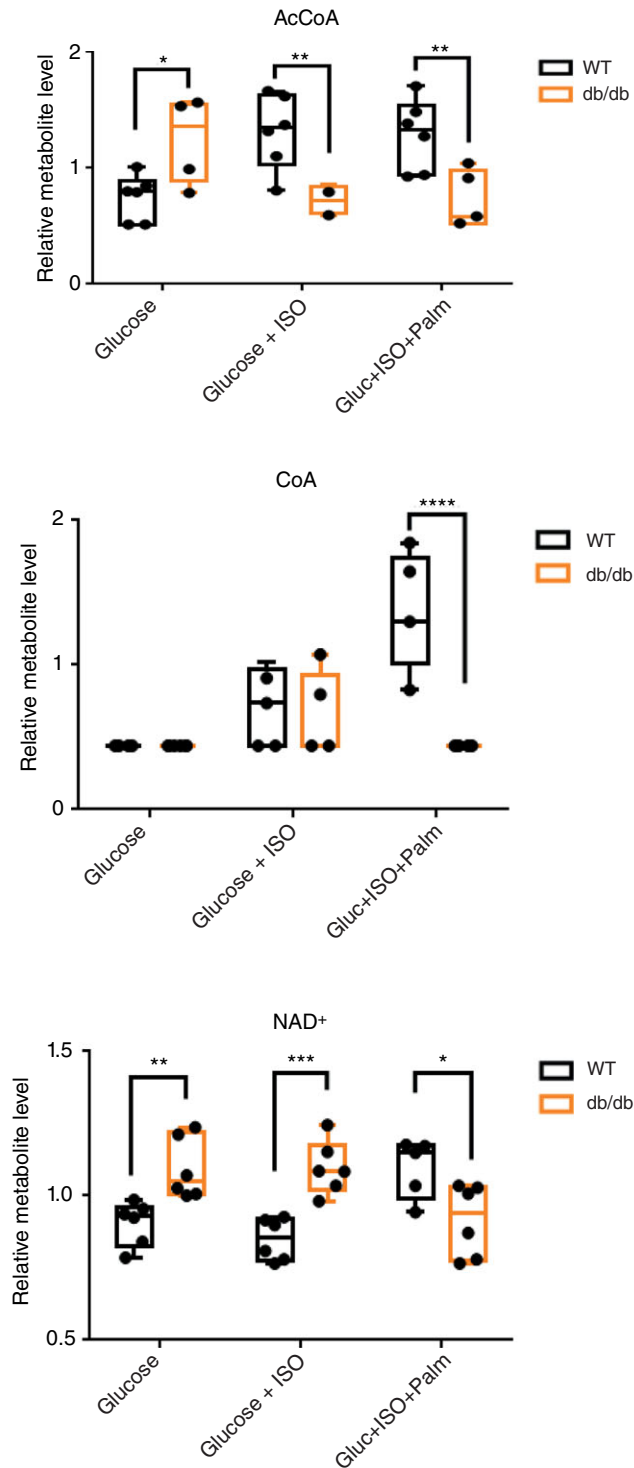 AcCoA
Relative metabolite level
2
1
0
*
**
**
WT
db/db
Glucose
Glucose + ISO
Gluc+ISO+Palm
CoA
Relative metabolite level
2
1
0
****
WT
db/db
Glucose
Glucose + ISO
Gluc+ISO+Palm
NAD⁺
Relative metabolite level
1.5
1.0
0.5
**
***
*
WT
db/db
Glucose
Glucose + ISO
Gluc+ISO+Palm